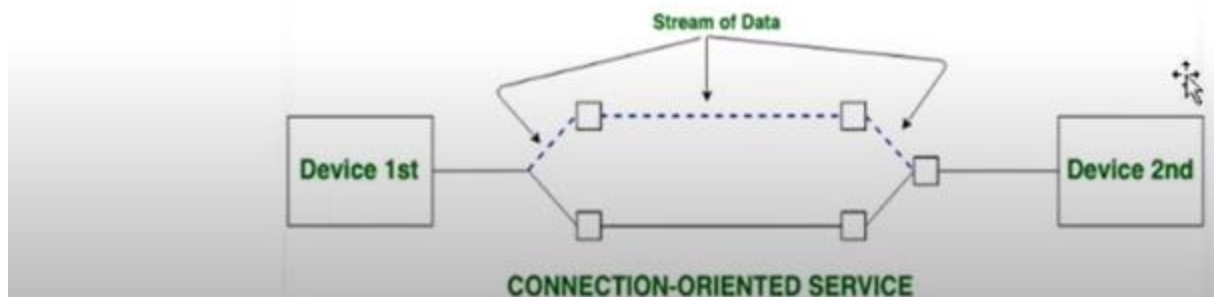 Stream of Data
Device 1st
Device 2nd
CONNECTION-ORIENTED SERVICE